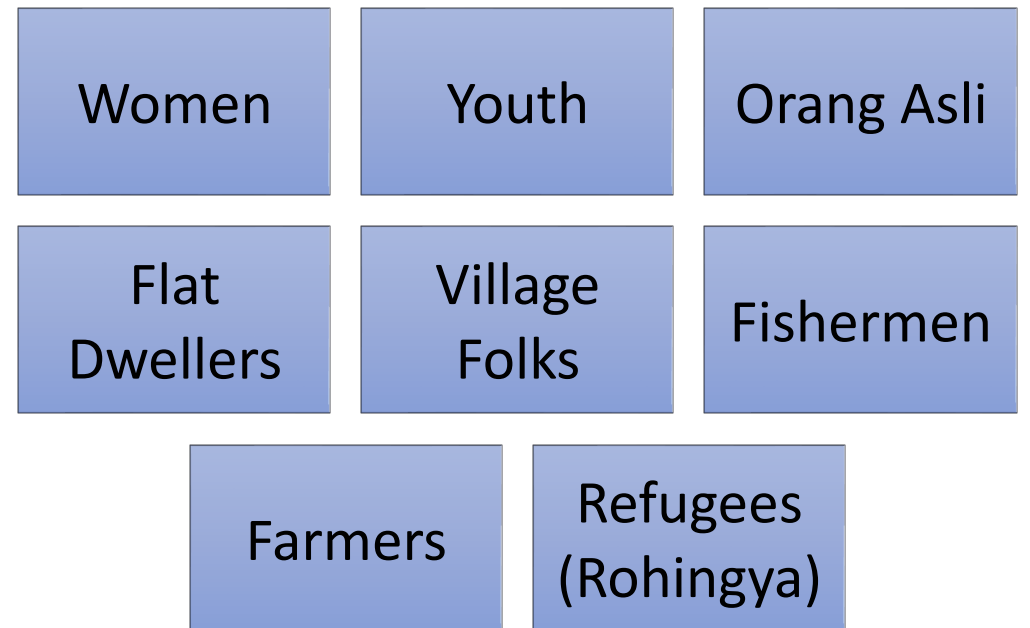 Women
Youth
Orang Asli
Flat
Dwellers
Village
Folks
Fishermen
Farmers
Refugees
(Rohingya)